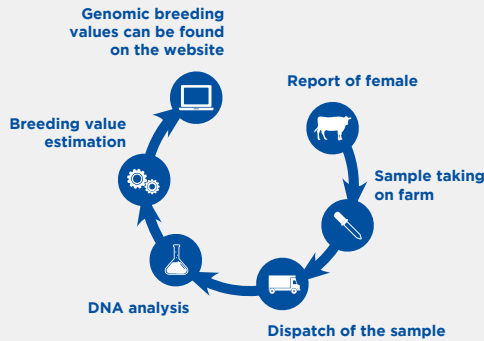 Genomic breeding
values can be found
on the website
Report of female
Breeding value
estimation
Sample taking
on farm
DNA analysis
Dispatch of the sample